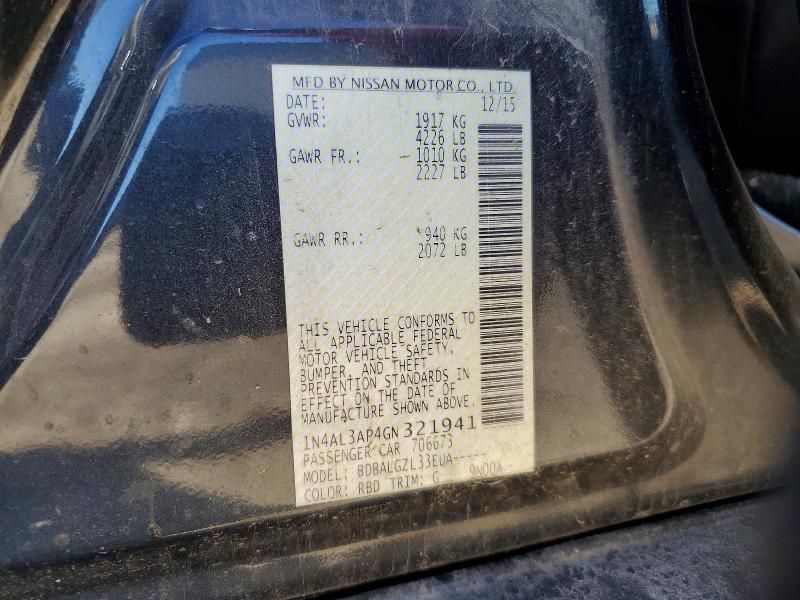 MFD BY NISSAN MOTOR CO., LTD.
DATE: 12/15
GVWR: 1917 KG
4226 LB
GAWR FR.: 1010 KG
2227 LB
GAWR RR.: 940 KG
2072 LB
THIS VEHICLE CONFORMS TO
ALL APPLICABLE FEDERAL
MOTOR VEHICLE SAFETY,
BUMPER, AND THEFT
PREVENTION STANDARDS IN
EFFECT ON THE DATE OF
MANUFACTURE SHOWN ABOVE.
1N4AL3AP4GN321941
PASSENGER CAR 706673
MODEL: BDBALGZL33EUA-----
COLOR: RBD TRIM: G 9N00A